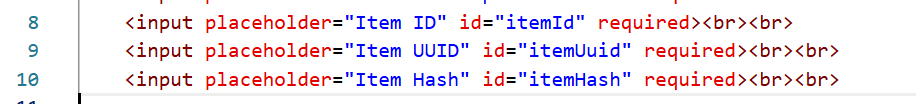 8 <input placeholder="Item ID" id="itemId" required><br><br>
9 <input placeholder="Item UUID" id="itemUuid" required><br><br>
10 <input placeholder="Item Hash" id="itemHash" required><br><br>